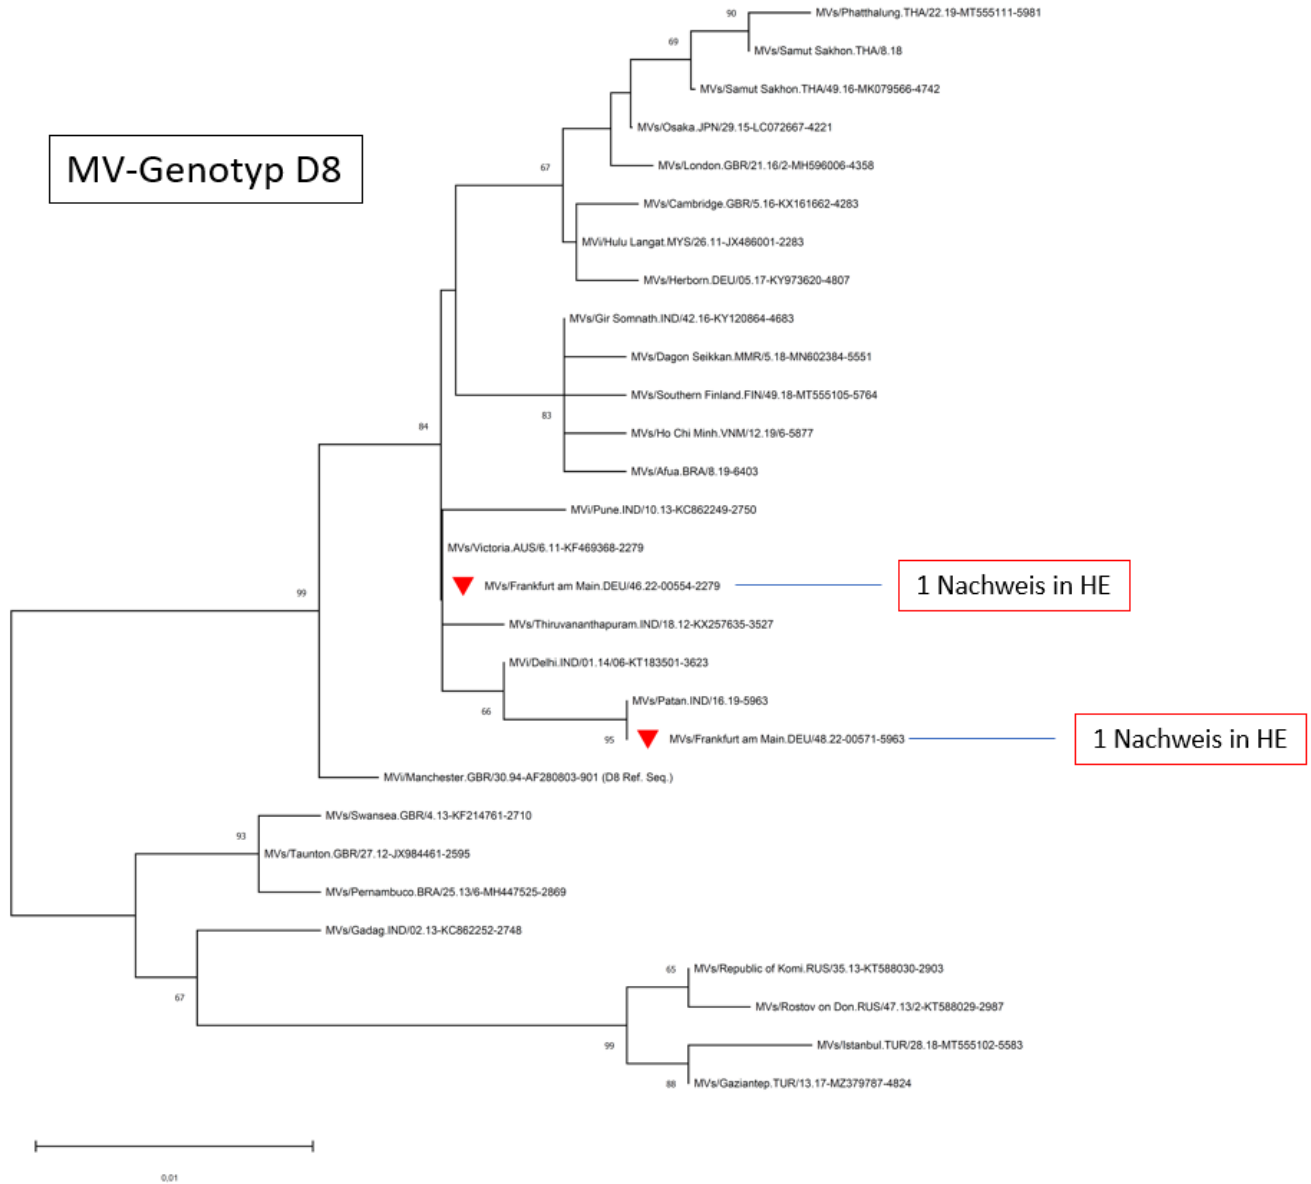 90
MVs/Phatthalung.THA/22.19-MT555111-5981
69
MVs/Samut Sakhon.THA/8.18
MVs/Samut Sakhon.THA/49.16-MK079566-4742
MVs/Osaka.JPN/29.15-LC072667-4221
MV-Genotyp D8
67
MVs/London.GBR/21.16/2-MH596006-4358
MVs/Cambridge.GBR/5.16-KX161662-4283
MVi/Hulu Langat.MYS/26.11-JX486001-2283
MVs/Herborn.DEU/05.17-KY973620-4807
MVs/Gir Somnath.IND/42.16-KY120864-4683
MVs/Dagon Seikkan.MMR/5.18-MN602384-5551
MVs/Southern Finland.FIN/49.18-MT555105-5764
83
84
MVs/Ho Chi Minh.VNM/12.19/6-5877
MVs/Afua.BRA/8.19-6403
MVi/Pune.IND/10.13-KC862249-2750
MVs/Victoria.AUS/6.11-KF469368-2279
99
MVs/Frankfurt am Main.DEU/46.22-00554-2279
1 Nachweis in HE
MVs/Thiruvananthapuram.IND/18.12-KX257635-3527
MVi/Delhi.IND/01.14/06-KT183501-3623
66
MVs/Patan.IND/16.19-5963
95
MVs/Frankfurt am Main.DEU/48.22-00571-5963
1 Nachweis in HE
MVi/Manchester.GBR/30.94-AF280803-901 (D8 Ref. Seq.)
MVs/Swansea.GBR/4.13-KF214761-2710
93
MVs/Taunton.GBR/27.12-JX984461-2595
MVs/Pernambuco.BRA/25.13/6-MH447525-2869
MVs/Gadag.IND/02.13-KC862252-2748
65
MVs/Republic of Komi.RUS/35.13-KT588030-2903
67
MVs/Rostov on Don.RUS/47.13/2-KT588029-2987
99
MVs/Istanbul.TUR/28.18-MT555102-5583
88
MVs/Gaziantep.TUR/13.17-MZ379787-4824
0,01